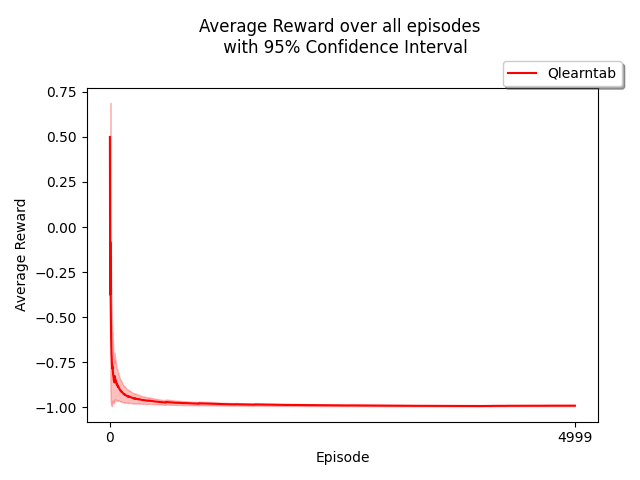 Average Reward over all episodes
with 95% Confidence Interval
Qlearntab
0.75
0.50
0.25
0.00
−0.25
−0.50
−0.75
−1.00
Average Reward
0 4999
Episode